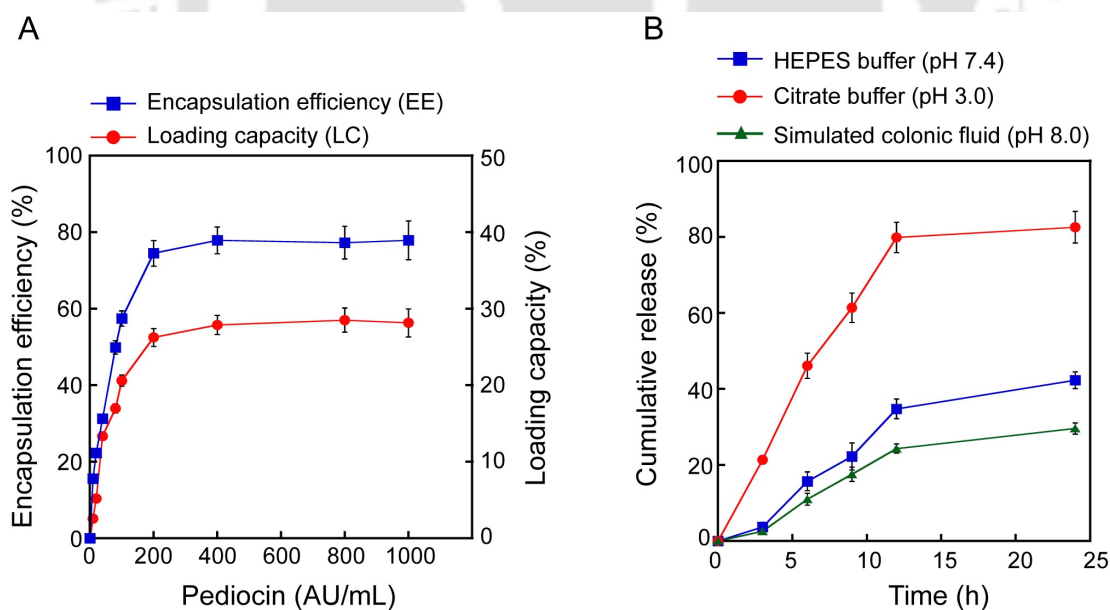 A
Encapsulation efficiency (EE)
Loading capacity (LC)
100
80
60
40
20
0
Encapsulation efficiency (%)
50
40
30
20
10
0
Loading capacity (%)
0 200 400 600 800 1000
Pediocin (AU/mL)
B
HEPES buffer (pH 7.4)
Citrate buffer (pH 3.0)
Simulated colonic fluid (pH 8.0)
100
80
60
40
20
0
Cumulative release (%)
0 5 10 15 20 25
Time (h)